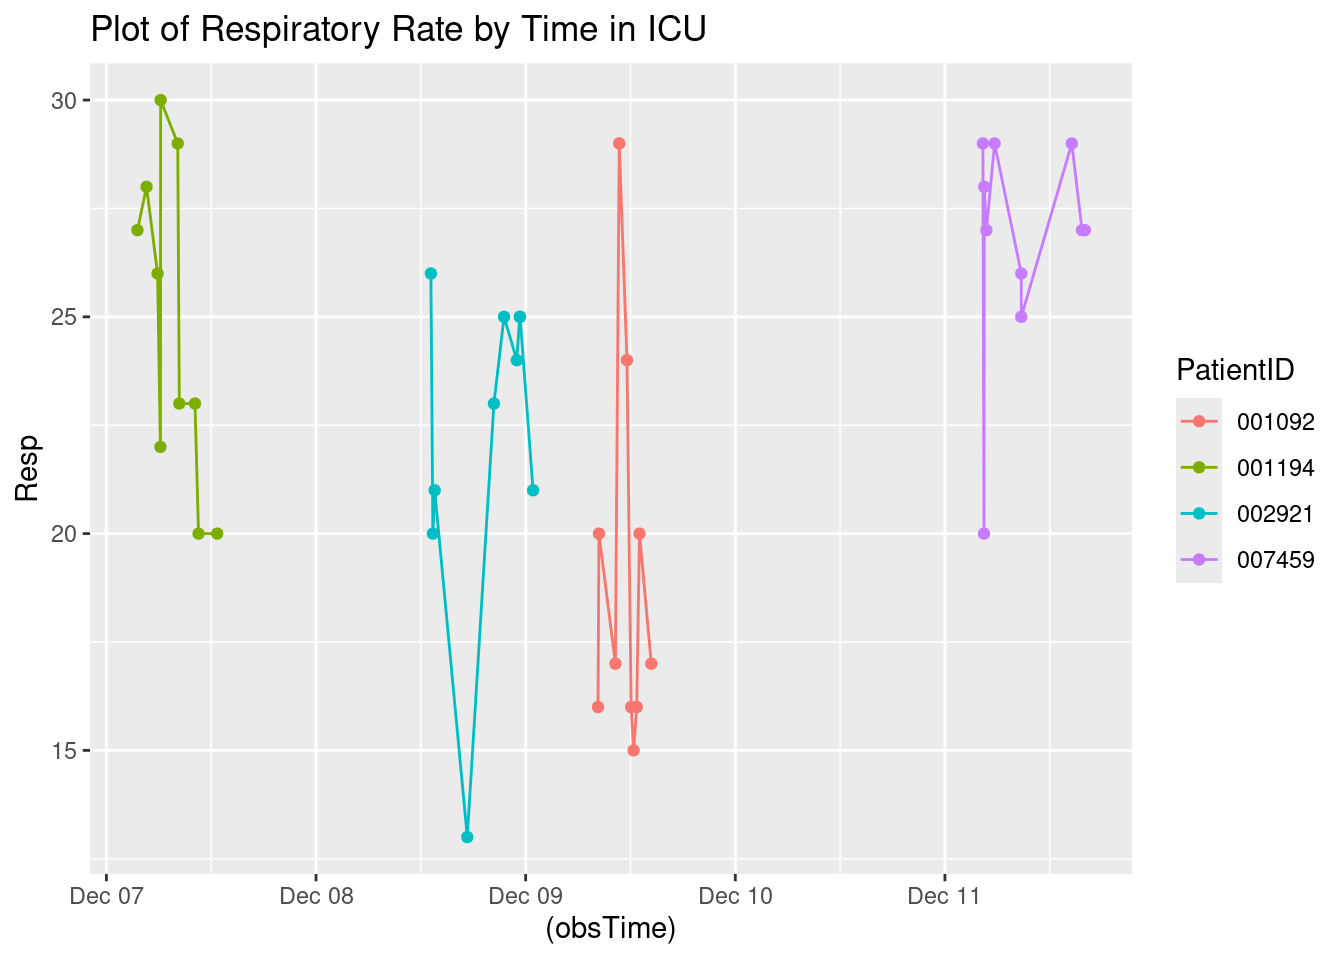 Plot of Respiratory Rate by Time in ICU
30
25
20
15
Resp
Dec 07 Dec 08 Dec 09 Dec 10 Dec 11
(obsTime)
PatientID
001092
001194
002921
007459